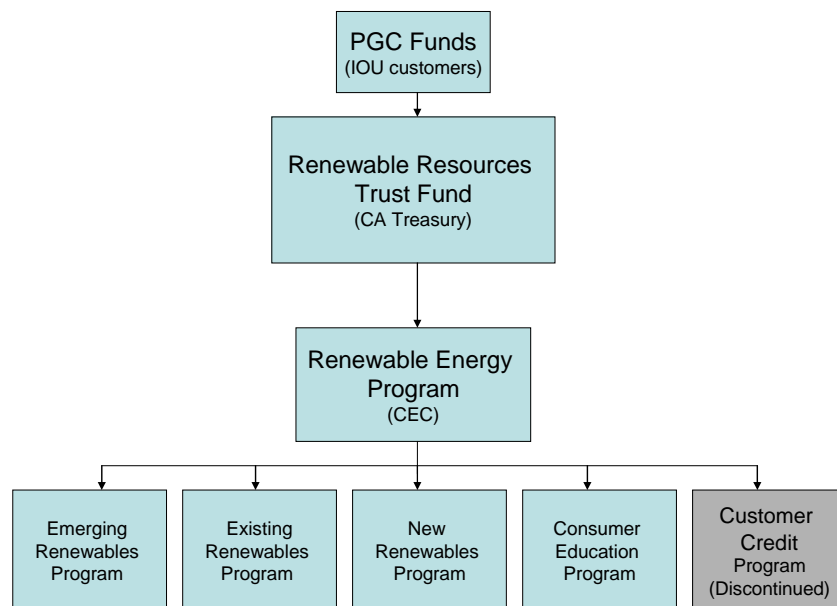 PGC Funds
(IOU customers)
Renewable Resources
Trust Fund
(CA Treasury)
Renewable Energy
Program
(CEC)
Emerging
Renewables
Program
Existing
Renewables
Program
New
Renewables
Program
Consumer
Education
Program
Customer
Credit
Program
(Discontinued)